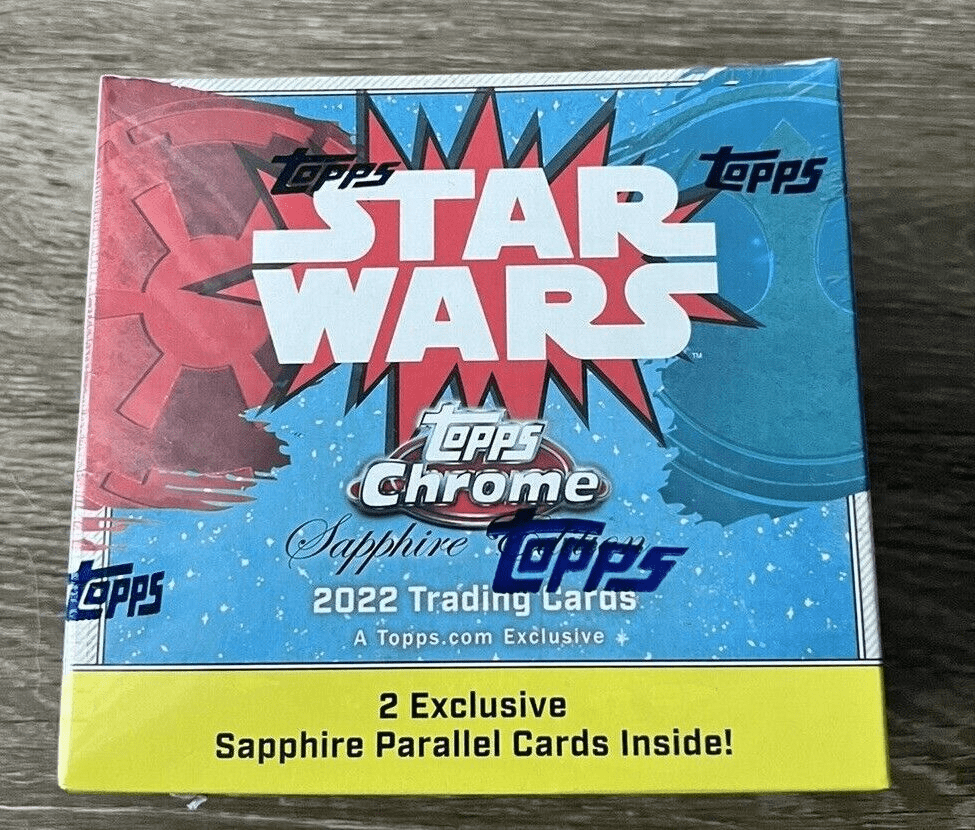 Topps
Topps
STAR
WARS
TM
Topps
Chrome
Sapphire Edition
Topps
Topps
2022 Trading Cards
A Topps.com Exclusive
2 Exclusive
Sapphire Parallel Cards Inside!